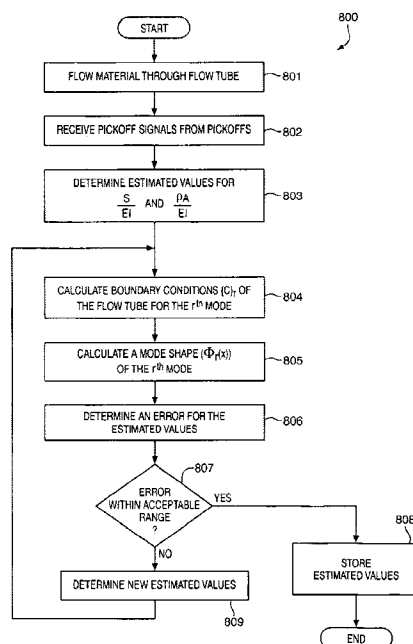 START
800
FLOW MATERIAL THROUGH FLOW TUBE
801
RECEIVE PICKOFF SIGNALS FROM PICKOFFS
802
DETERMINE ESTIMATED VALUES FOR
S/EI AND ρA/EI
803
CALCULATE BOUNDARY CONDITIONS {C}r OF
THE FLOW TUBE FOR THE rth MODE
804
CALCULATE A MODE SHAPE (Φr(x))
OF THE rth MODE
805
DETERMINE AN ERROR FOR THE
ESTIMATED VALUES
806
807
ERROR
WITHIN ACCEPTABLE
RANGE
?
YES
NO
808
STORE
ESTIMATED VALUES
DETERMINE NEW ESTIMATED VALUES
809
END